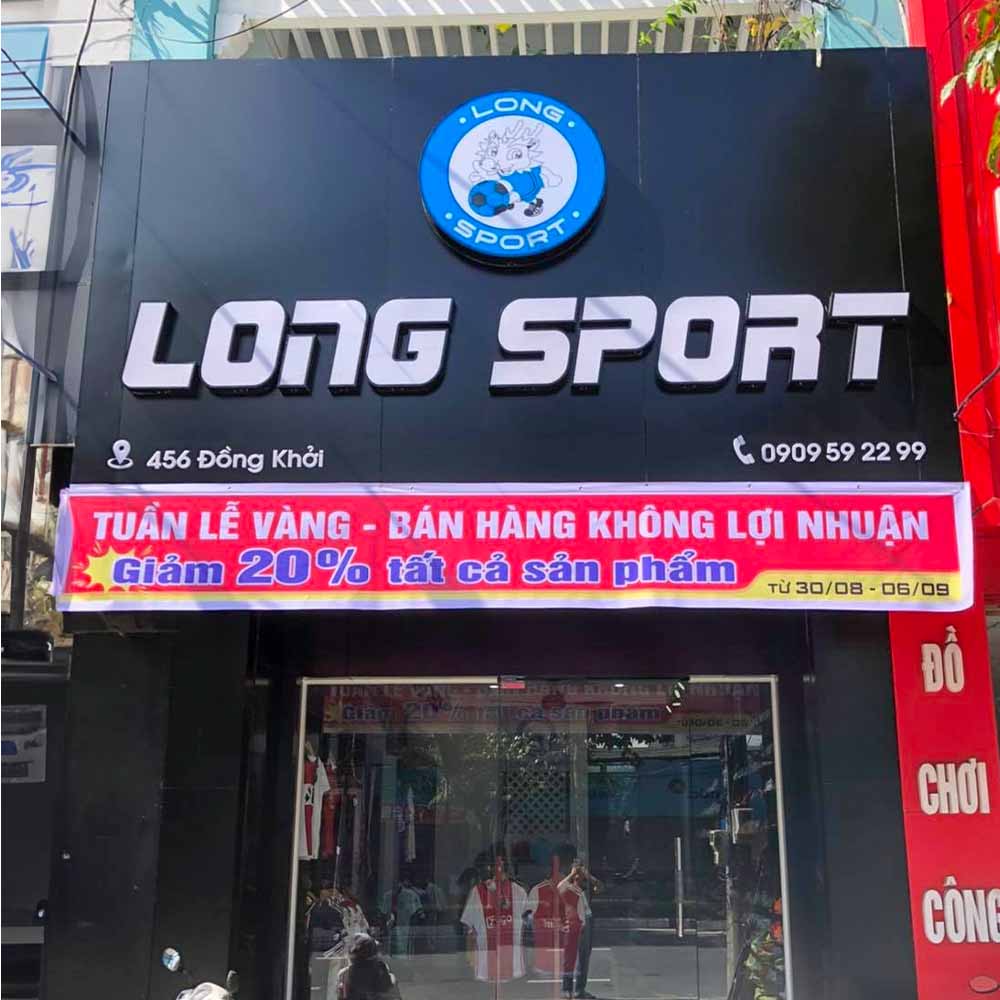 LONG
SPORT
LONG SPORT
456 Đồng Khởi
0909 59 22 99
TUẦN LỄ VÀNG - BÁN HÀNG KHÔNG LỢI NHUẬN
Giảm 20% tất cả sản phẩm
TỪ 30/08 - 06/09
ĐỒ
CHƠI
CÔNG